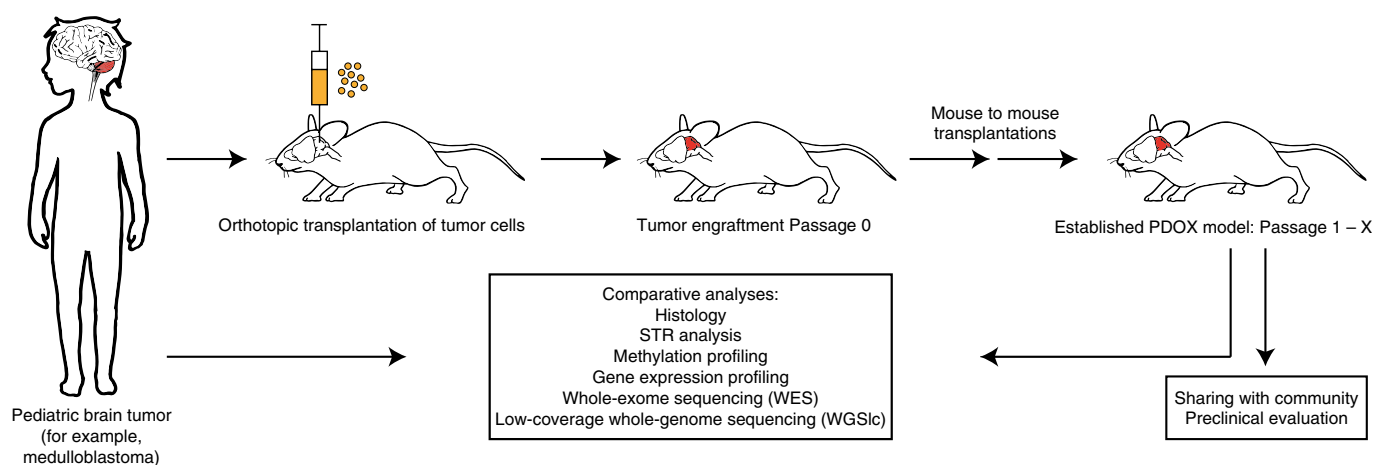 Mouse to mouse
transplantations
Orthotopic transplantation of tumor cells
Tumor engraftment Passage 0
Established PDOX model: Passage 1 – X
Comparative analyses:
Histology
STR analysis
Methylation profiling
Gene expression profiling
Whole-exome sequencing (WES)
Low-coverage whole-genome sequencing (WGSlc)
Sharing with community
Preclinical evaluation
Pediatric brain tumor
(for example,
medulloblastoma)